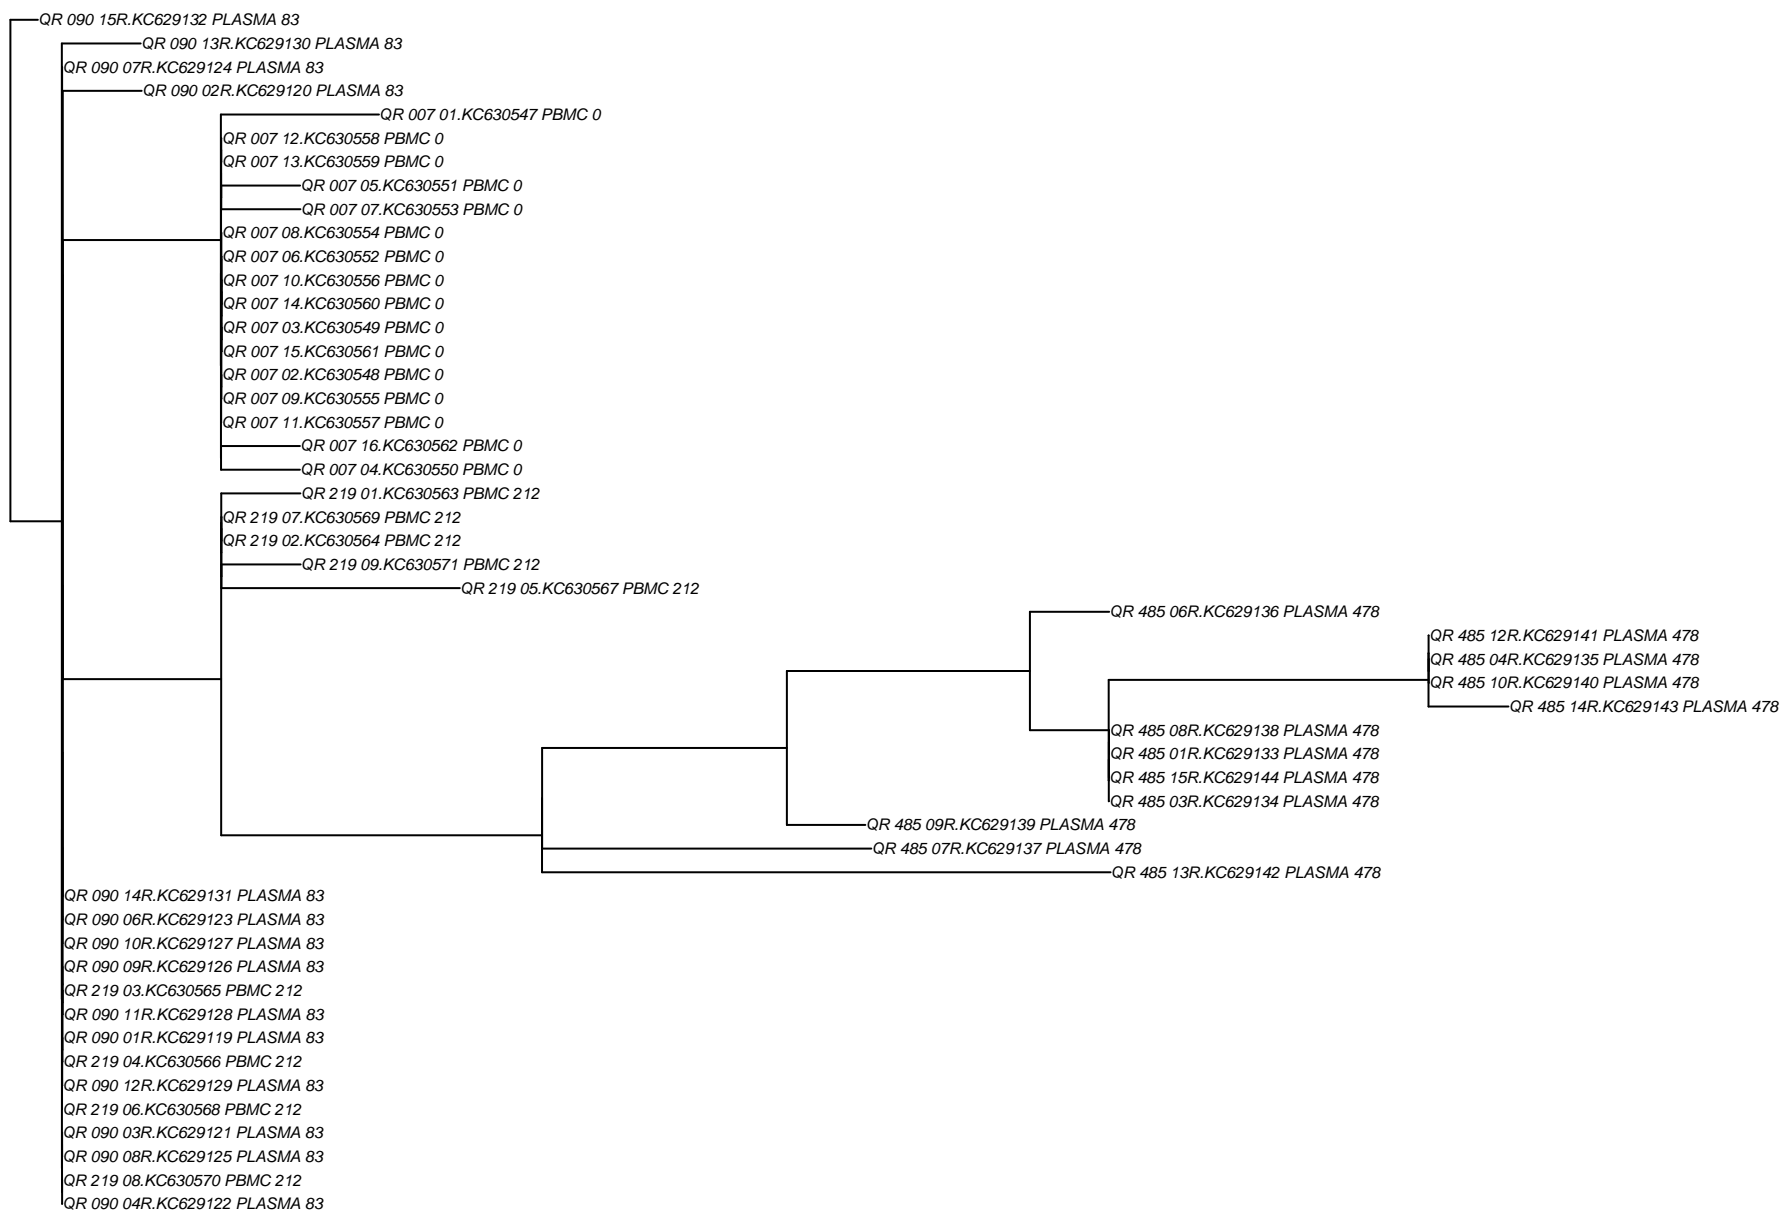 QR 090 15R.KC629132 PLASMA 83
QR 090 13R.KC629130 PLASMA 83
QR 090 07R.KC629124 PLASMA 83
QR 090 02R.KC629120 PLASMA 83
QR 007 01.KC630547 PBMC 0
QR 007 12.KC630558 PBMC 0
QR 007 13.KC630559 PBMC 0
QR 007 05.KC630551 PBMC 0
QR 007 07.KC630553 PBMC 0
QR 007 08.KC630554 PBMC 0
QR 007 06.KC630552 PBMC 0
QR 007 10.KC630556 PBMC 0
QR 007 14.KC630560 PBMC 0
QR 007 03.KC630549 PBMC 0
QR 007 15.KC630561 PBMC 0
QR 007 02.KC630548 PBMC 0
QR 007 09.KC630555 PBMC 0
QR 007 11.KC630557 PBMC 0
QR 007 16.KC630562 PBMC 0
QR 007 04.KC630550 PBMC 0
QR 219 01.KC630563 PBMC 212
QR 219 07.KC630569 PBMC 212
QR 219 02.KC630564 PBMC 212
QR 219 09.KC630571 PBMC 212
QR 219 05.KC630567 PBMC 212
QR 485 06R.KC629136 PLASMA 478
QR 485 12R.KC629141 PLASMA 478
QR 485 04R.KC629135 PLASMA 478
QR 485 10R.KC629140 PLASMA 478
QR 485 14R.KC629143 PLASMA 478
QR 485 08R.KC629138 PLASMA 478
QR 485 01R.KC629133 PLASMA 478
QR 485 15R.KC629144 PLASMA 478
QR 485 03R.KC629134 PLASMA 478
QR 485 09R.KC629139 PLASMA 478
QR 485 07R.KC629137 PLASMA 478
QR 485 13R.KC629142 PLASMA 478
QR 090 14R.KC629131 PLASMA 83
QR 090 06R.KC629123 PLASMA 83
QR 090 10R.KC629127 PLASMA 83
QR 090 09R.KC629126 PLASMA 83
QR 219 03.KC630565 PBMC 212
QR 090 11R.KC629128 PLASMA 83
QR 090 01R.KC629119 PLASMA 83
QR 219 04.KC630566 PBMC 212
QR 090 12R.KC629129 PLASMA 83
QR 219 06.KC630568 PBMC 212
QR 090 03R.KC629121 PLASMA 83
QR 090 08R.KC629125 PLASMA 83
QR 219 08.KC630570 PBMC 212
QR 090 04R.KC629122 PLASMA 83